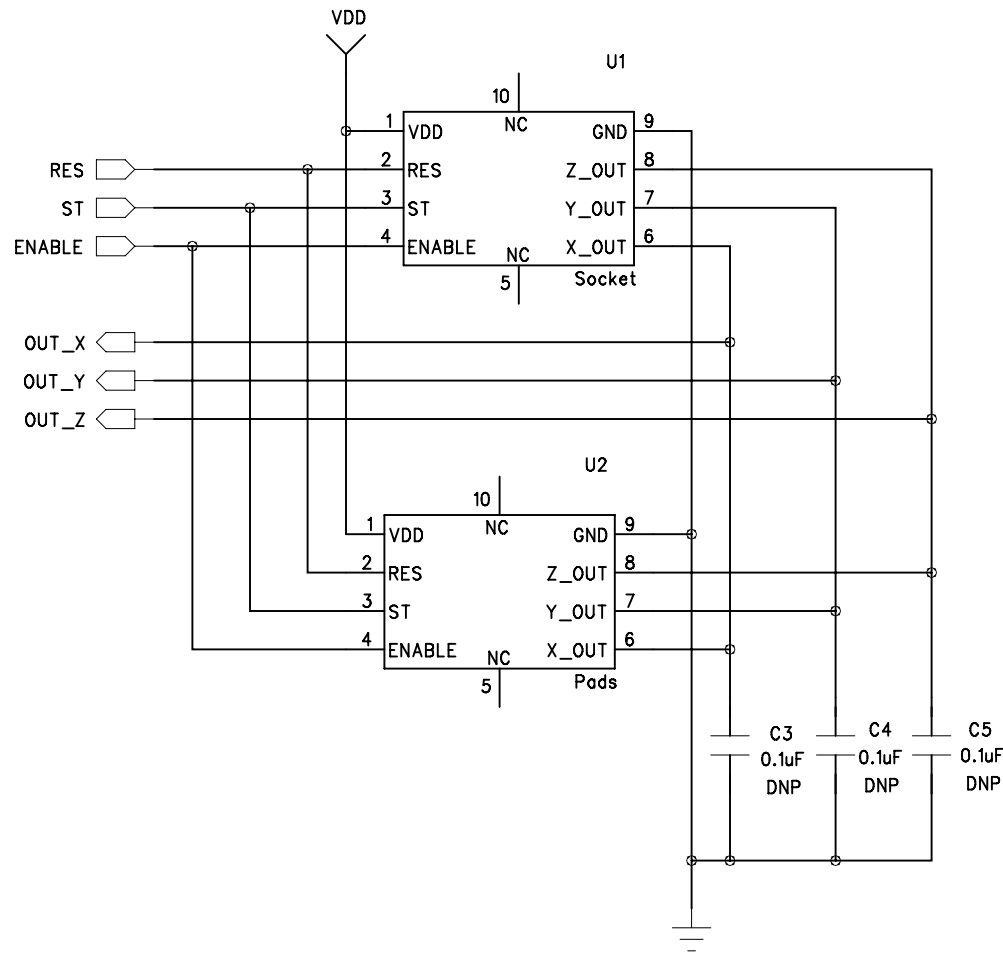 VDD
U1
10
NC
1
VDD
GND
9
RES
2
RES
Z_OUT
8
ST
3
ST
Y_OUT
7
ENABLE
4
ENABLE
X_OUT
6
NC
5
Socket
OUT_X
OUT_Y
OUT_Z
U2
10
NC
1
VDD
GND
9
2
RES
Z_OUT
8
3
ST
Y_OUT
7
4
ENABLE
X_OUT
6
NC
5
Pads
C3
0.1uF
DNP
C4
0.1uF
DNP
C5
0.1uF
DNP